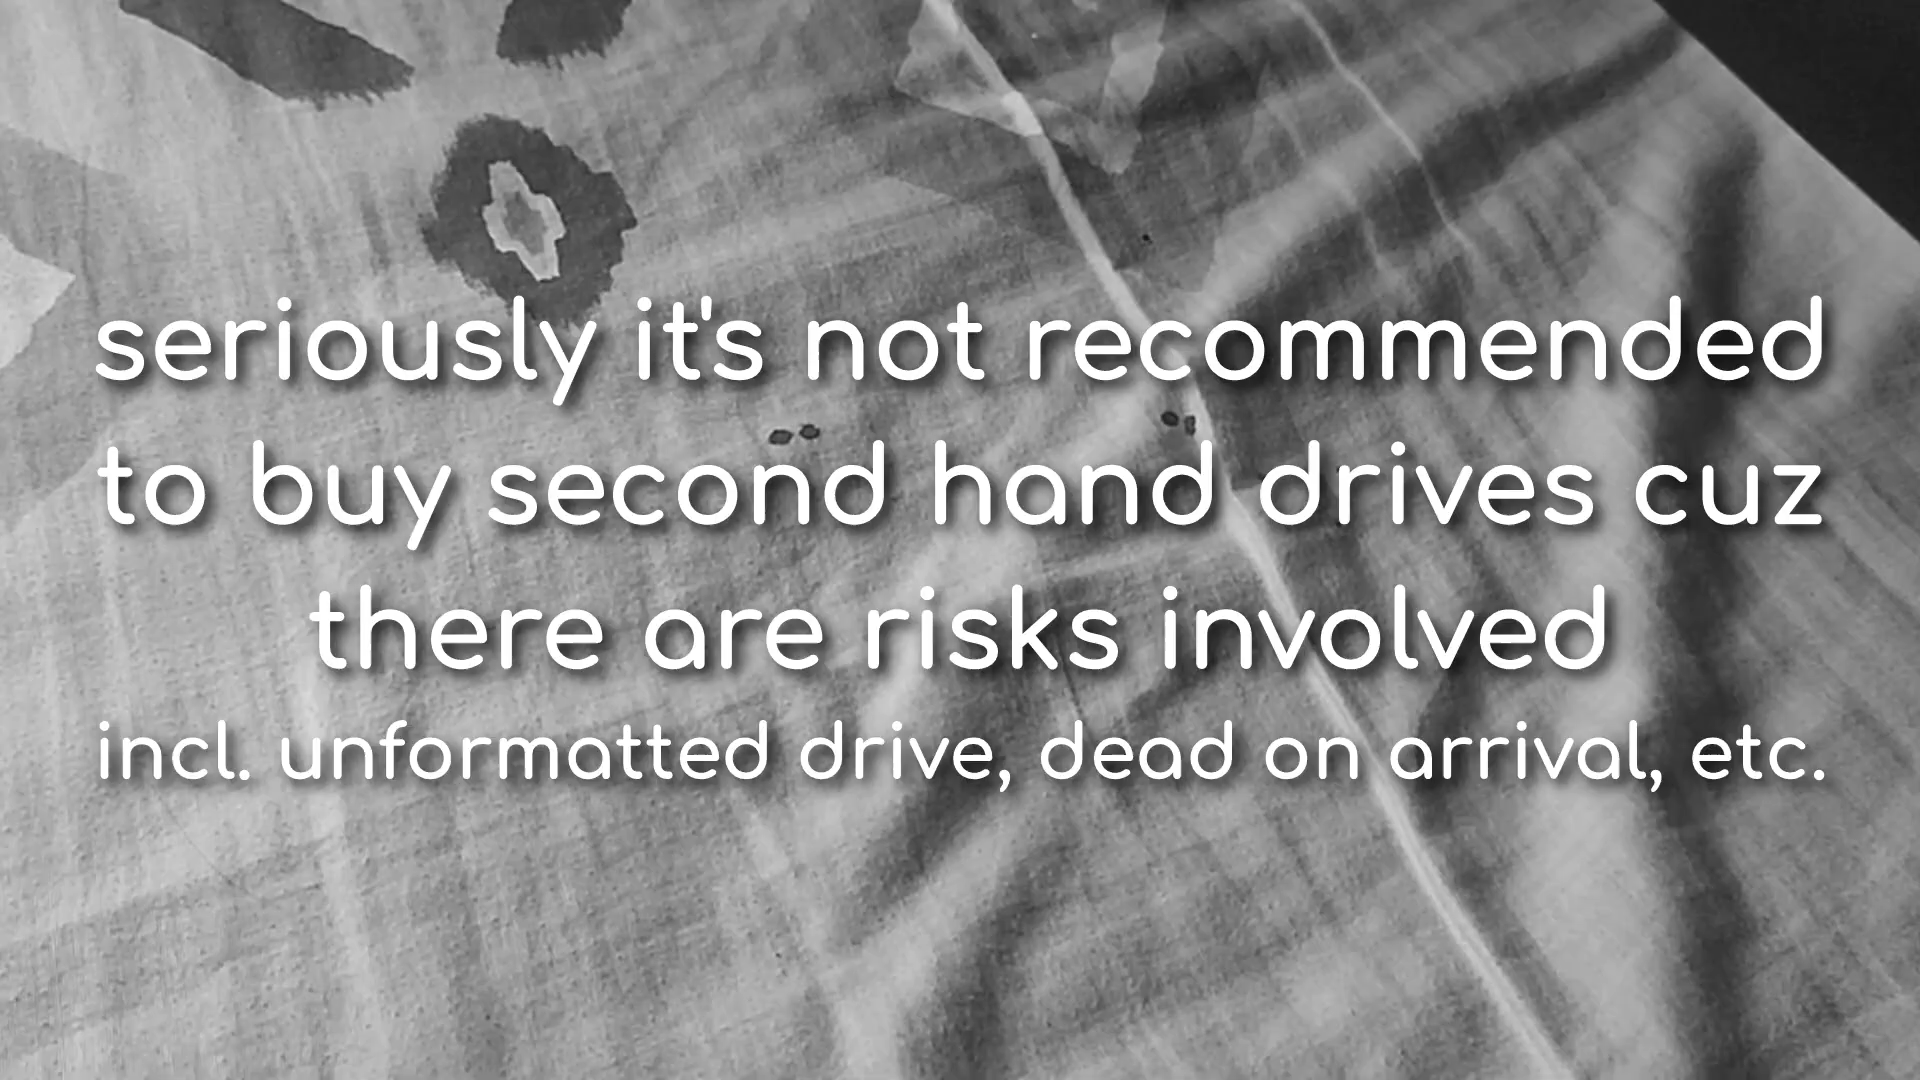 seriously it's not recommended
to buy second hand drives cuz
there are risks involved
incl. unformatted drive, dead on arrival, etc.